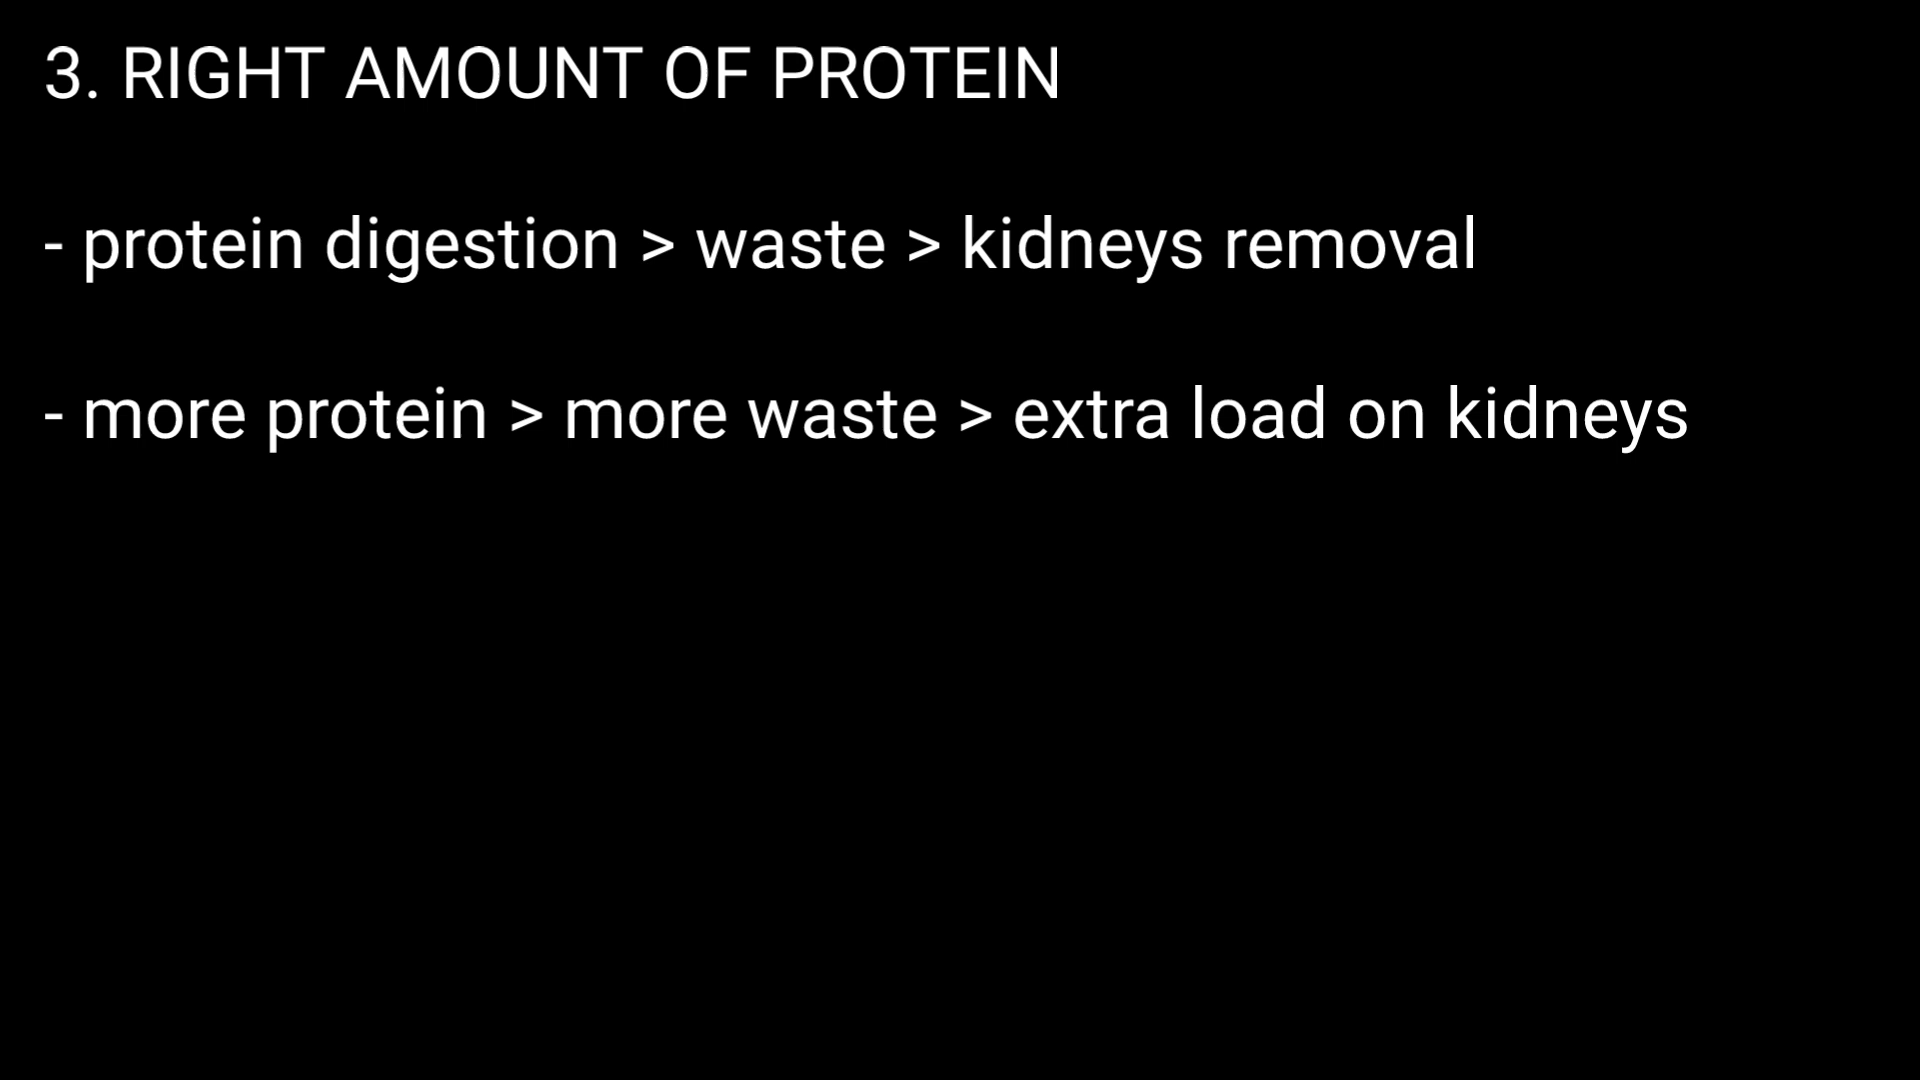 3. RIGHT AMOUNT OF PROTEIN
- protein digestion > waste > kidneys removal
- more protein > more waste > extra load on kidneys